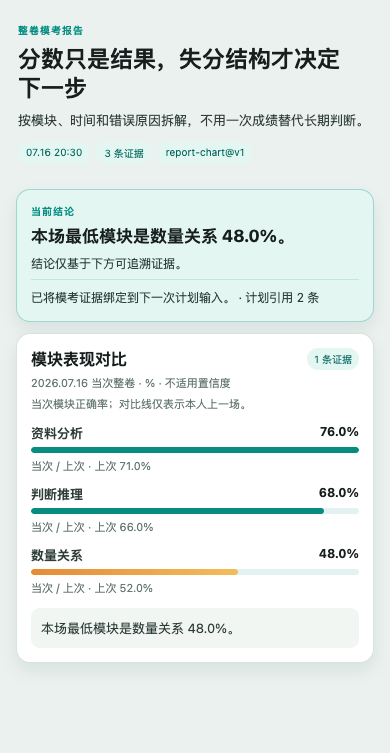 整卷模考报告
分数只是结果，失分结构才决定
下一步
按模块、时间和错误原因拆解，不用一次成绩替代长期判断。
07.16 20:30
3 条证据
report-chart@v1
当前结论
本场最低模块是数量关系 48.0%。
结论仅基于下方可追溯证据。
已将模考证据绑定到下一次计划输入。 · 计划引用 2 条
模块表现对比
1 条证据
2026.07.16 当次整卷 · % · 不适用置信度
当次模块正确率；对比线仅表示本人上一场。
资料分析
76.0%
当次 / 上次 · 上次 71.0%
判断推理
68.0%
当次 / 上次 · 上次 66.0%
数量关系
48.0%
当次 / 上次 · 上次 52.0%
本场最低模块是数量关系 48.0%。